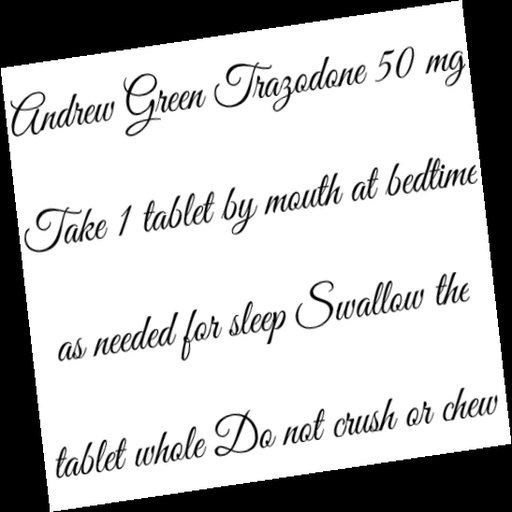 Andrew Green Trazodone 50 mg
Take 1 tablet by mouth at bedtime
as needed for sleep Swallow the
tablet whole Do not crush or chew